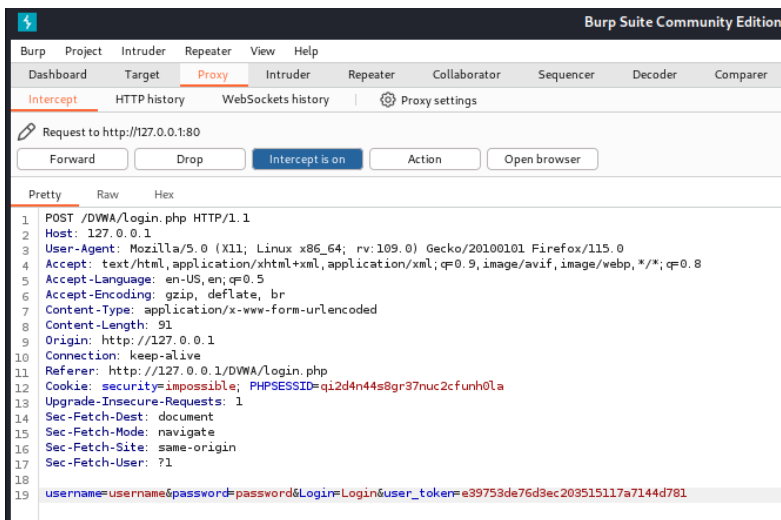 Burp Suite Community Edition
Burp Project Intruder Repeater View Help
Dashboard Target Proxy Intruder Repeater Collaborator Sequencer Decoder Comparer
Intercept HTTP history WebSockets history Proxy settings
Request to http://127.0.0.1:80
Forward Drop Intercept is on Action Open browser
Pretty Raw Hex
1 POST /DVWA/login.php HTTP/1.1
2 Host: 127.0.0.1
3 User-Agent: Mozilla/5.0 (X11; Linux x86_64; rv:109.0) Gecko/20100101 Firefox/115.0
4 Accept: text/html,application/xhtml+xml,application/xml;q=0.9,image/avif,image/webp,*/*;q=0.8
5 Accept-Language: en-US,en;q=0.5
6 Accept-Encoding: gzip, deflate, br
7 Content-Type: application/x-www-form-urlencoded
8 Content-Length: 91
9 Origin: http://127.0.0.1
10 Connection: keep-alive
11 Referer: http://127.0.0.1/DVWA/login.php
12 Cookie: security=impossible; PHPSESSID=qi2d4n44s8gr37nuc2cfunh0la
13 Upgrade-Insecure-Requests: 1
14 Sec-Fetch-Dest: document
15 Sec-Fetch-Mode: navigate
16 Sec-Fetch-Site: same-origin
17 Sec-Fetch-User: ?1
18
19 username=username&password=password&Login=Login&user_token=e39753de76d3ec203515117a7144d781